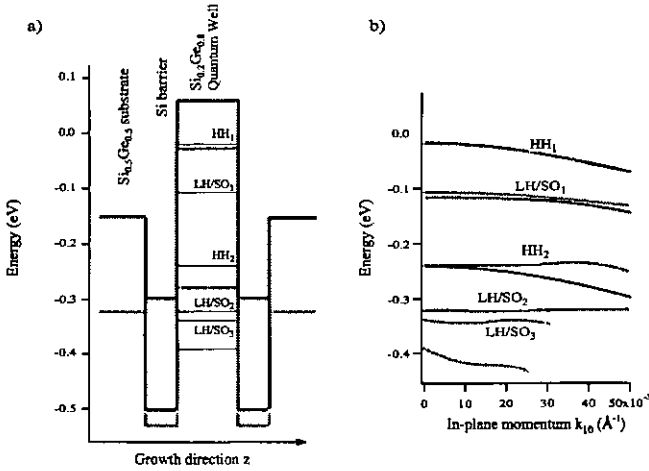 a)
Si0.5Ge0.5 substrate
Si barrier
Si0.2Ge0.8
Quantum Well
Energy (eV)
0.1
0.0
-0.1
-0.2
-0.3
-0.4
-0.5
HH1
LH/SO1
HH2
LH/SO2
LH/SO3
Growth direction z
b)
Energy (eV)
0.0
-0.1
-0.2
-0.3
-0.4
HH1
LH/SO1
HH2
LH/SO2
LH/SO3
0 10 20 30 40 50x10-3
In-plane momentum k10 (Å-1)